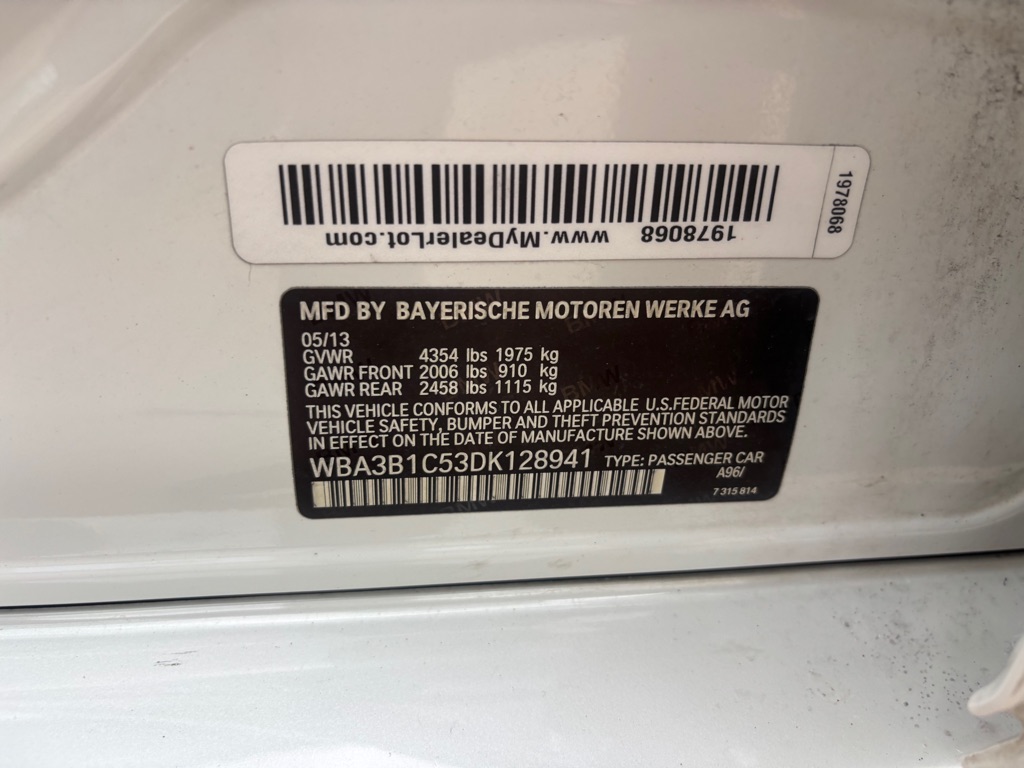 1978068
www.MyDealerLot.com
1978068
MFD BY BAYERISCHE MOTOREN WERKE AG
05/13
GVWR 4354 lbs 1975 kg
GAWR FRONT 2006 lbs 910 kg
GAWR REAR 2458 lbs 1115 kg
THIS VEHICLE CONFORMS TO ALL APPLICABLE U.S.FEDERAL MOTOR
VEHICLE SAFETY, BUMPER AND THEFT PREVENTION STANDARDS
IN EFFECT ON THE DATE OF MANUFACTURE SHOWN ABOVE.
WBA3B1C53DK128941 TYPE: PASSENGER CAR
A96/
7 315 814